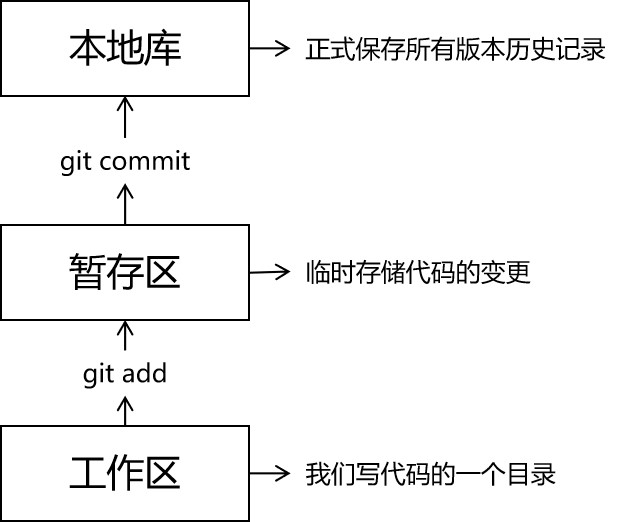 本地库
正式保存所有版本历史记录
git commit
暂存区
临时存储代码的变更
git add
工作区
我们写代码的一个目录